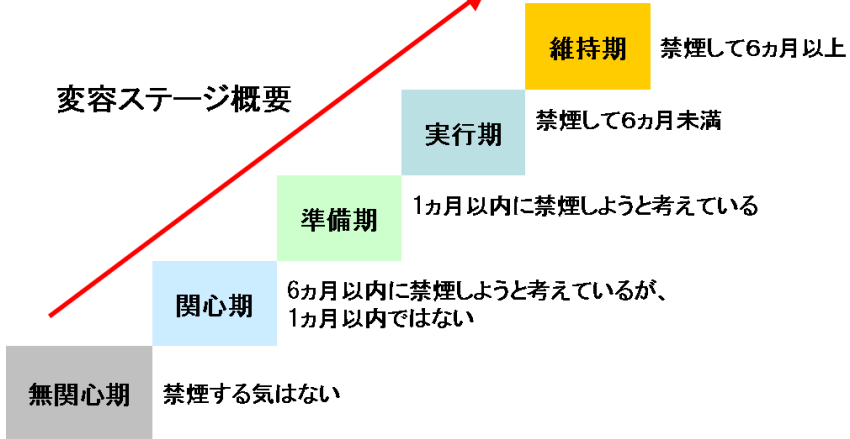 維持期
禁煙して6ヵ月以上
変容ステージ概要
実行期
禁煙して6ヵ月未満
準備期
1ヵ月以内に禁煙しようと考えている
関心期
6ヵ月以内に禁煙しようと考えているが、
1ヵ月以内ではない
無関心期
禁煙する気はない